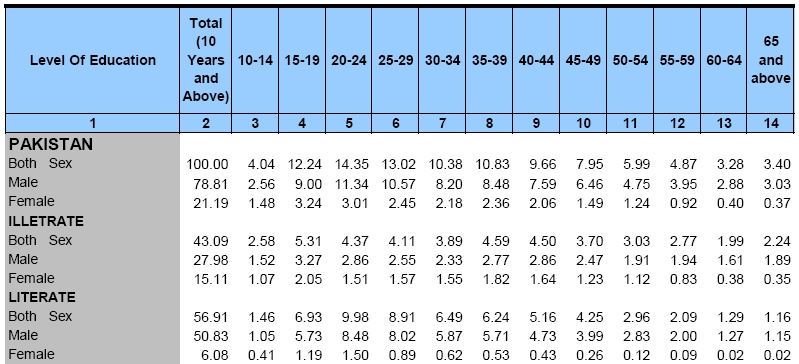 Level Of Education Total (10 Years and Above) 10-14 15-19 20-24 25-29 30-34 35-39 40-44 45-49 50-54 55-59 60-64 65 and above
1 2 3 4 5 6 7 8 9 10 11 12 13 14
PAKISTAN
Both Sex 100.00 4.04 12.24 14.35 13.02 10.38 10.83 9.66 7.95 5.99 4.87 3.28 3.40
Male 78.81 2.56 9.00 11.34 10.57 8.20 8.48 7.59 6.46 4.75 3.95 2.88 3.03
Female 21.19 1.48 3.24 3.01 2.45 2.18 2.36 2.06 1.49 1.24 0.92 0.40 0.37
ILLETRATE
Both Sex 43.09 2.58 5.31 4.37 4.11 3.89 4.59 4.50 3.70 3.03 2.77 1.99 2.24
Male 27.98 1.52 3.27 2.86 2.55 2.33 2.77 2.86 2.47 1.91 1.94 1.61 1.89
Female 15.11 1.07 2.05 1.51 1.57 1.55 1.82 1.64 1.23 1.12 0.83 0.38 0.35
LITERATE
Both Sex 56.91 1.46 6.93 9.98 8.91 6.49 6.24 5.16 4.25 2.96 2.09 1.29 1.16
Male 50.83 1.05 5.73 8.48 8.02 5.87 5.71 4.73 3.99 2.83 2.00 1.27 1.15
Female 6.08 0.41 1.19 1.50 0.89 0.62 0.53 0.43 0.26 0.12 0.09 0.02 0.02